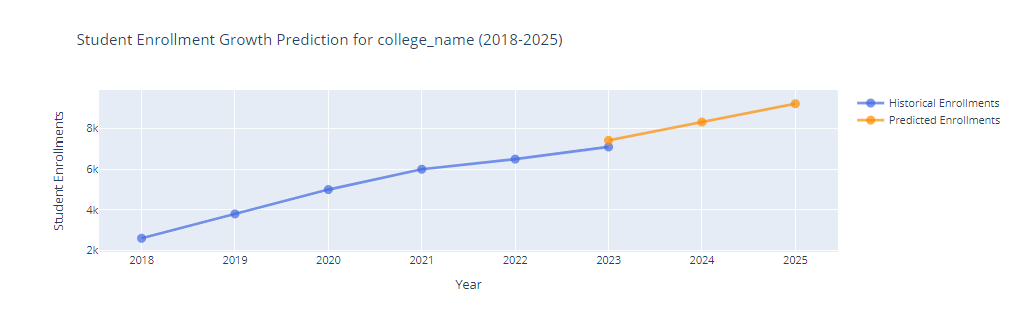 Student Enrollment Growth Prediction for college_name (2018-2025)
Historical Enrollments
Predicted Enrollments
Student Enrollments
8k
6k
4k
2k
2018 2019 2020 2021 2022 2023 2024 2025
Year